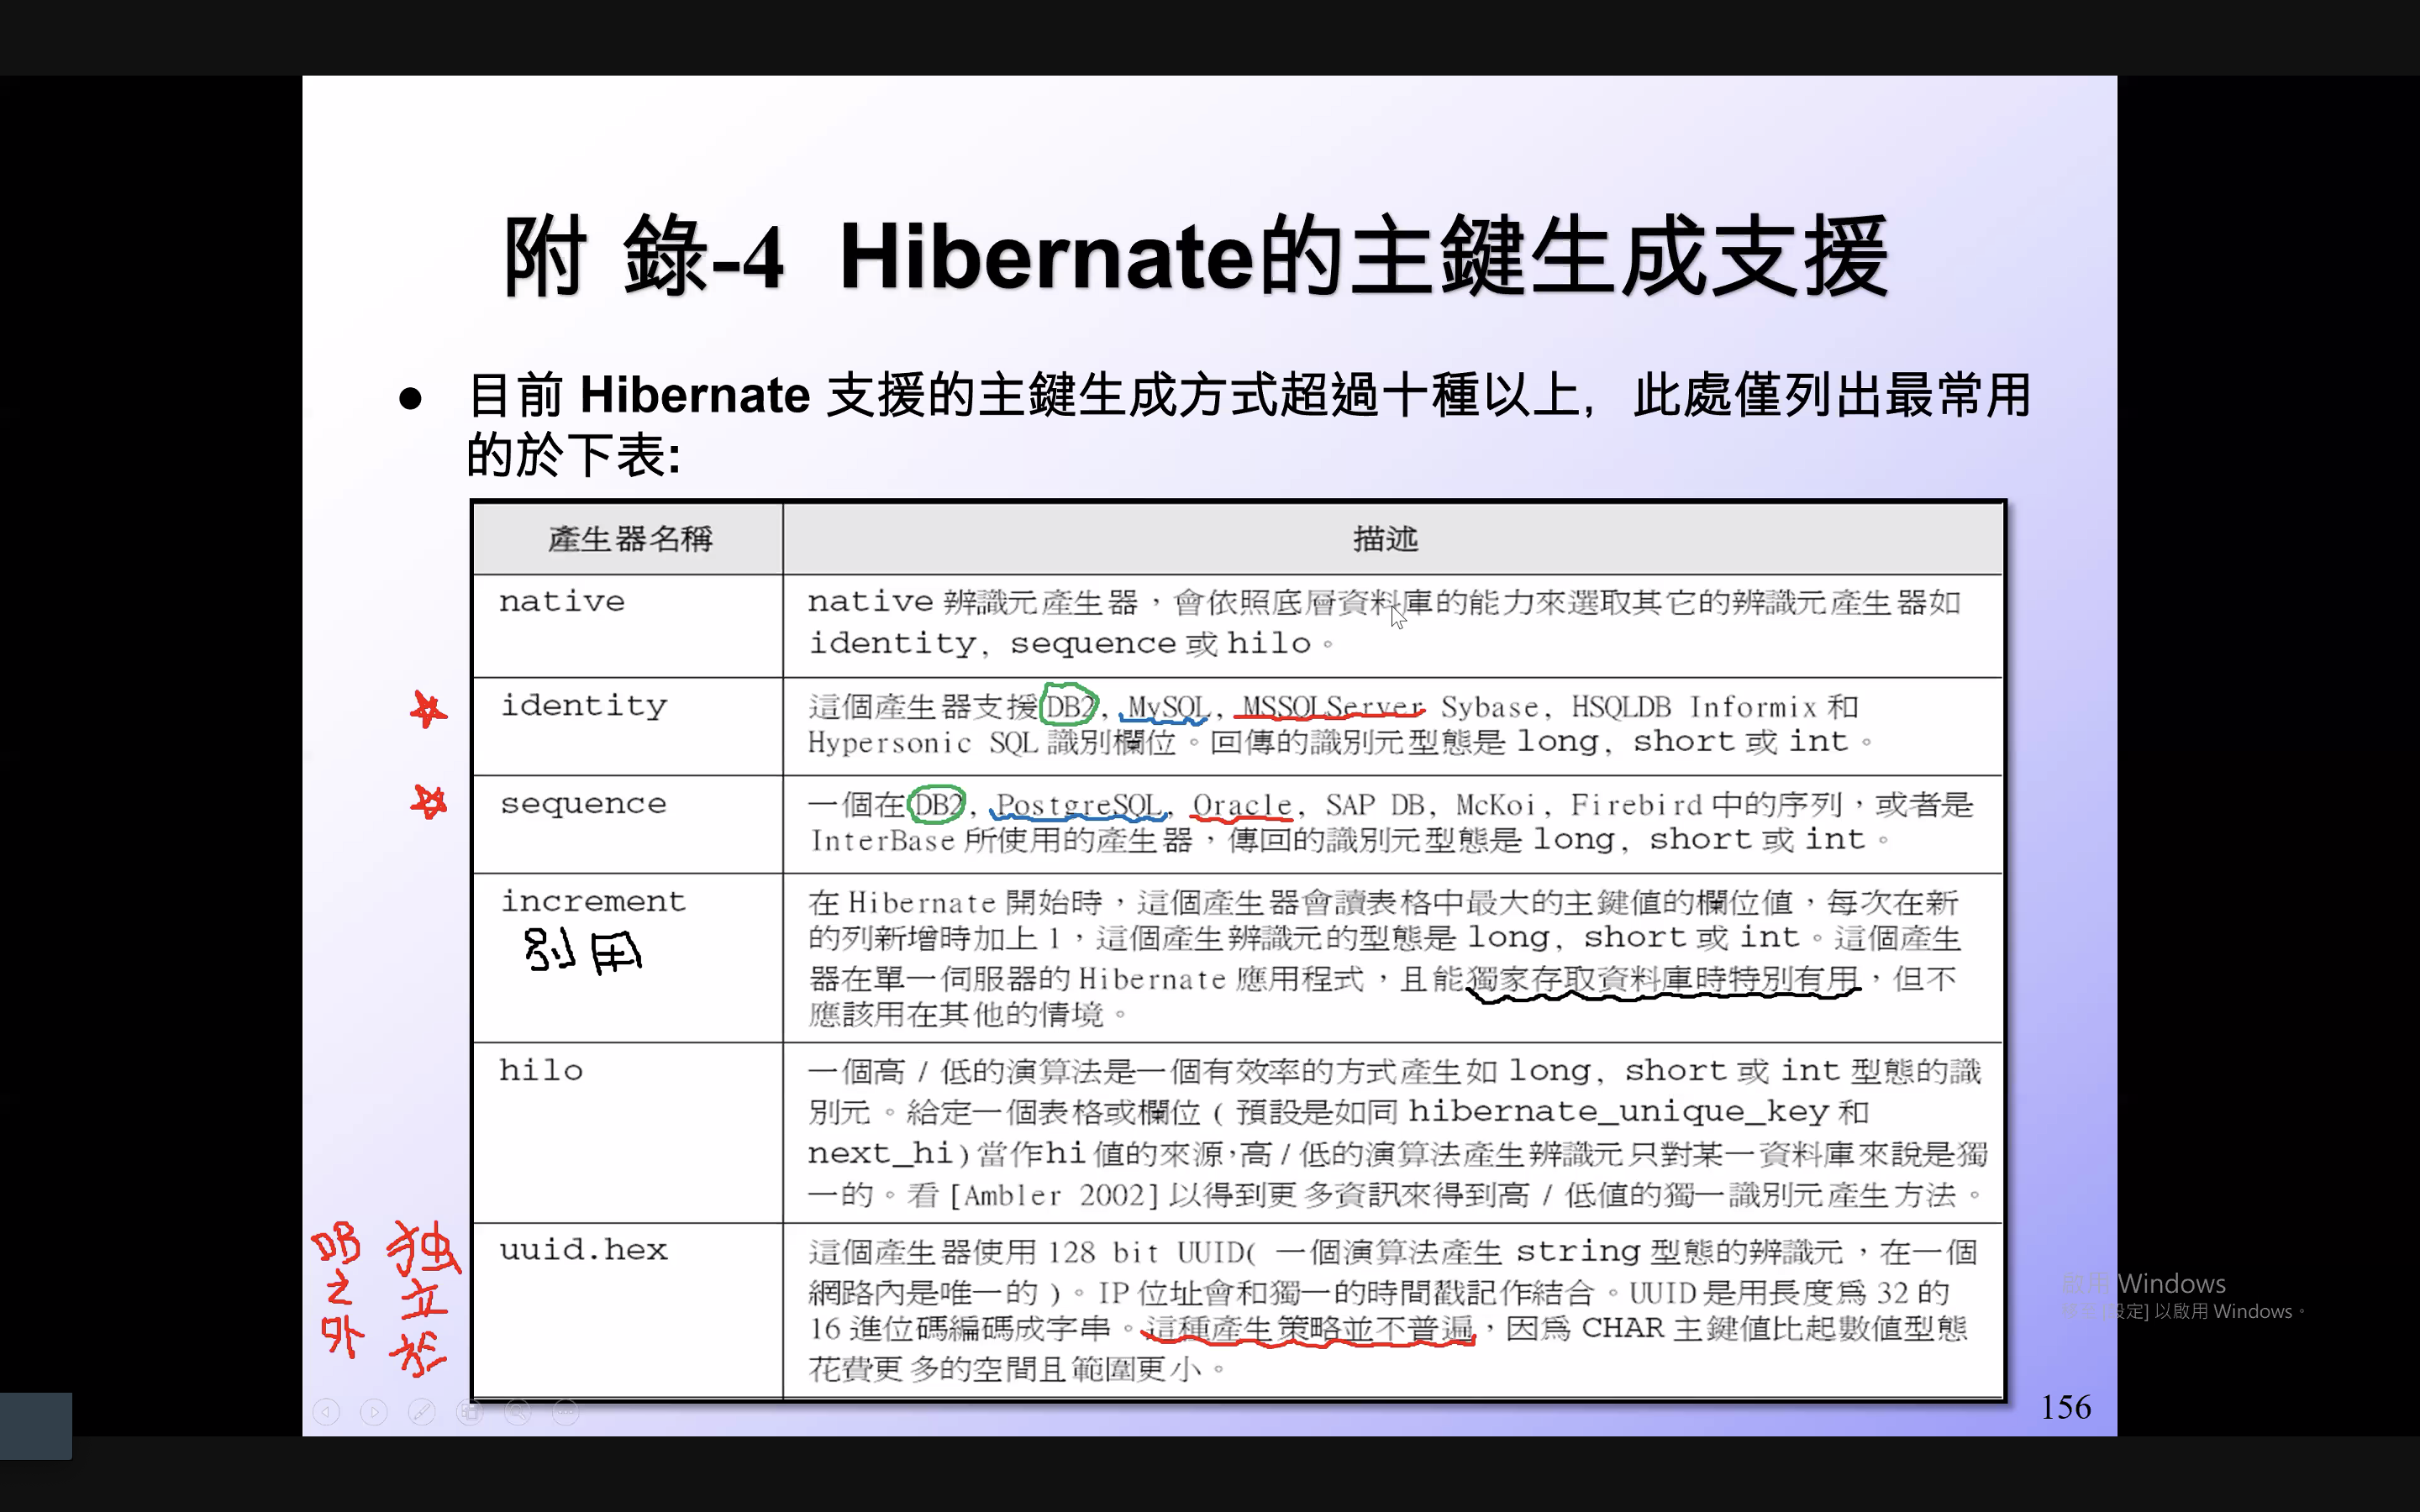 附 錄-4 Hibernate的主鍵生成支援
● 目前 Hibernate 支援的主鍵生成方式超過十種以上, 此處僅列出最常用
的於下表:
產生器名稱 描述
native native 辨識元產生器，會依照底層資料庫的能力來選取其它的辨識元產生器如
identity, sequence 或 hilo。
identity 這個產生器支援 DB2, MySQL, MSSQLServer Sybase, HSQLDB Informix 和
Hypersonic SQL 識別欄位。回傳的識別元型態是 long, short 或 int。
sequence 一個在 DB2, PostgreSQL, Oracle, SAP DB, McKoi, Firebird 中的序列，或者是
InterBase 所使用的產生器，傳回的識別元型態是 long, short 或 int。
increment 在 Hibernate 開始時，這個產生器會讀表格中最大的主鍵值的欄位值，每次在新
別用 的列新增時加上 1，這個產生辨識元的型態是 long, short 或 int。這個產生
器在單一伺服器的 Hibernate 應用程式，且能獨家存取資料庫時特別有用，但不
應該用在其他的情境。
hilo 一個高 / 低的演算法是一個有效率的方式產生如 long, short 或 int 型態的識
別元。給定一個表格或欄位 ( 預設是如同 hibernate_unique_key 和
next_hi) 當作 hi 值的來源,高 / 低的演算法產生辨識元只對某一資料庫來說是獨
一的。看 [Ambler 2002] 以得到更多資訊來得到高 / 低值的獨一識別元產生方法。
独立於
DB之外
uuid.hex 這個產生器使用 128 bit UUID( 一個演算法產生 string 型態的辨識元，在一個
網路內是唯一的 )。IP 位址會和獨一的時間戳記作結合。UUID 是用長度為 32 的
16 進位碼編碼成字串。這種產生策略並不普遍，因為 CHAR 主鍵值比起數值型態
花費更多的空間且範圍更小。
啟用 Windows
設定] 以啟用 Windows。
156